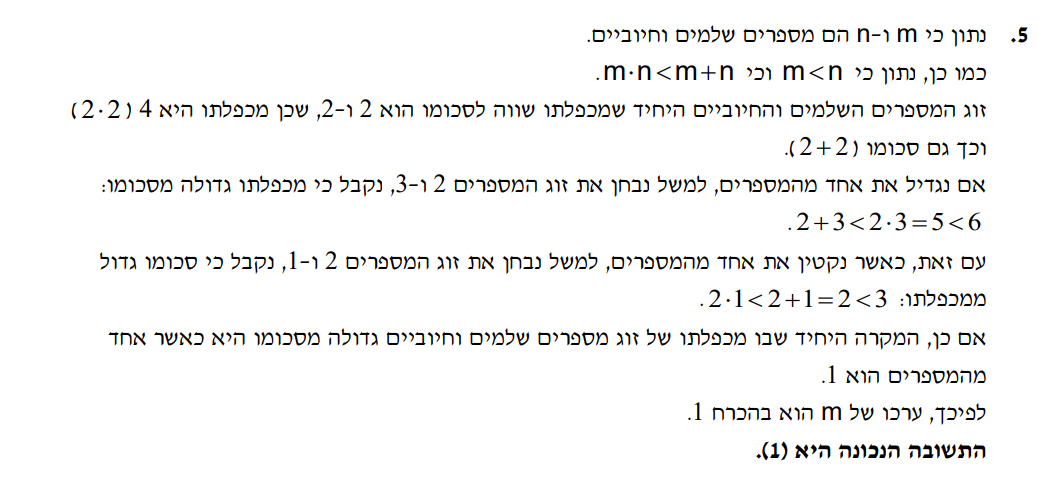 5. נתון כי m ו-n הם מספרים שלמים וחיוביים.
כמו כן, נתון כי m<n וכי m·n<m+n.
זוג המספרים השלמים והחיוביים היחיד שמכפלתו שווה לסכומו הוא 2 ו-2, שכן מכפלתו היא 4 (2·2)
וכך גם סכומו (2+2).
אם נגדיל את אחד מהמספרים, למשל נבחן את זוג המספרים 2 ו-3, נקבל כי מכפלתו גדולה מסכומו:
2+3<2·3=5<6.
עם זאת, כאשר נקטין את אחד מהמספרים, למשל נבחן את זוג המספרים 2 ו-1, נקבל כי סכומו גדול
ממכפלתו: 2·1<2+1=2<3.
אם כן, המקרה היחיד שבו מכפלתו של זוג מספרים שלמים וחיוביים גדולה מסכומו היא כאשר אחד
מהמספרים הוא 1.
לפיכך, ערכו של m הוא בהכרח 1.
התשובה הנכונה היא (1).